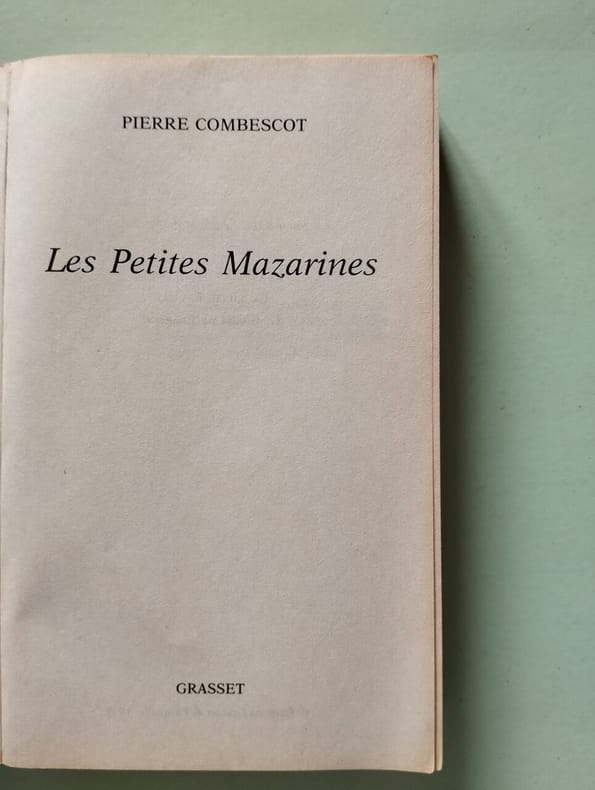 PIERRE COMBESCOT
Les Petites Mazarines
GRASSET